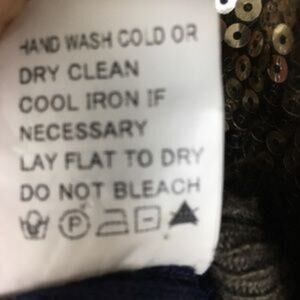 HAND WASH COLD OR
DRY CLEAN
COOL IRON IF
NECESSARY
LAY FLAT TO DRY
DO NOT BLEACH
P